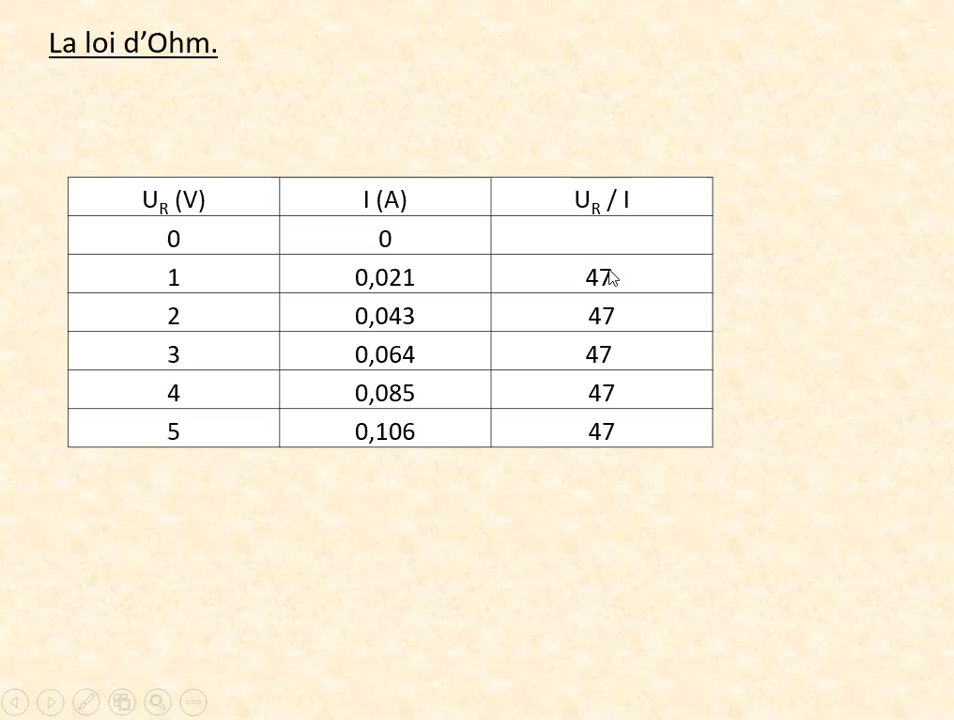 La loi d’Ohm.
U_R (V) I (A) U_R / I
0 0
1 0,021 47
2 0,043 47
3 0,064 47
4 0,085 47
5 0,106 47